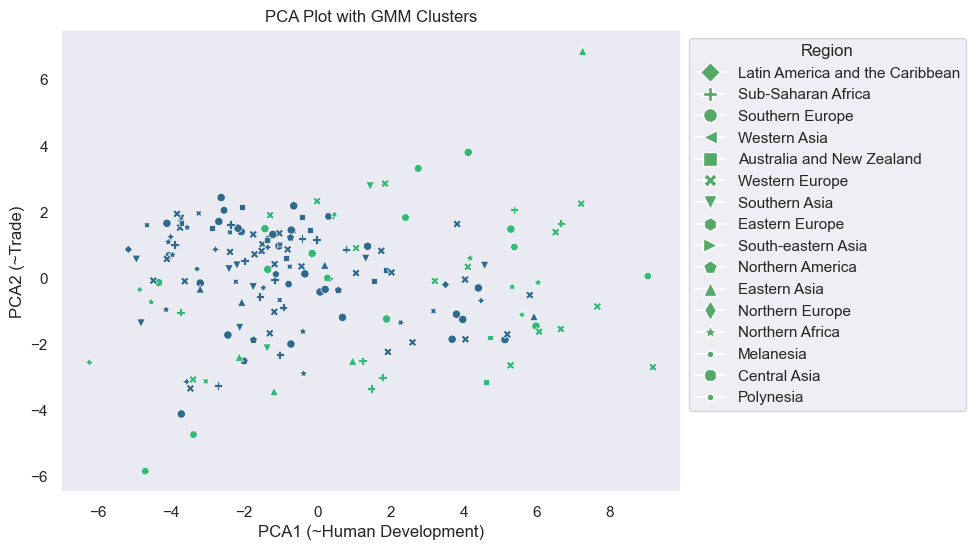 PCA Plot with GMM Clusters
PCA2 (~Trade)
6
4
2
0
−2
−4
−6
−6
−4
−2
0
2
4
6
8
PCA1 (~Human Development)
Region
Latin America and the Caribbean
Sub-Saharan Africa
Southern Europe
Western Asia
Australia and New Zealand
Western Europe
Southern Asia
Eastern Europe
South-eastern Asia
Northern America
Eastern Asia
Northern Europe
Northern Africa
Melanesia
Central Asia
Polynesia